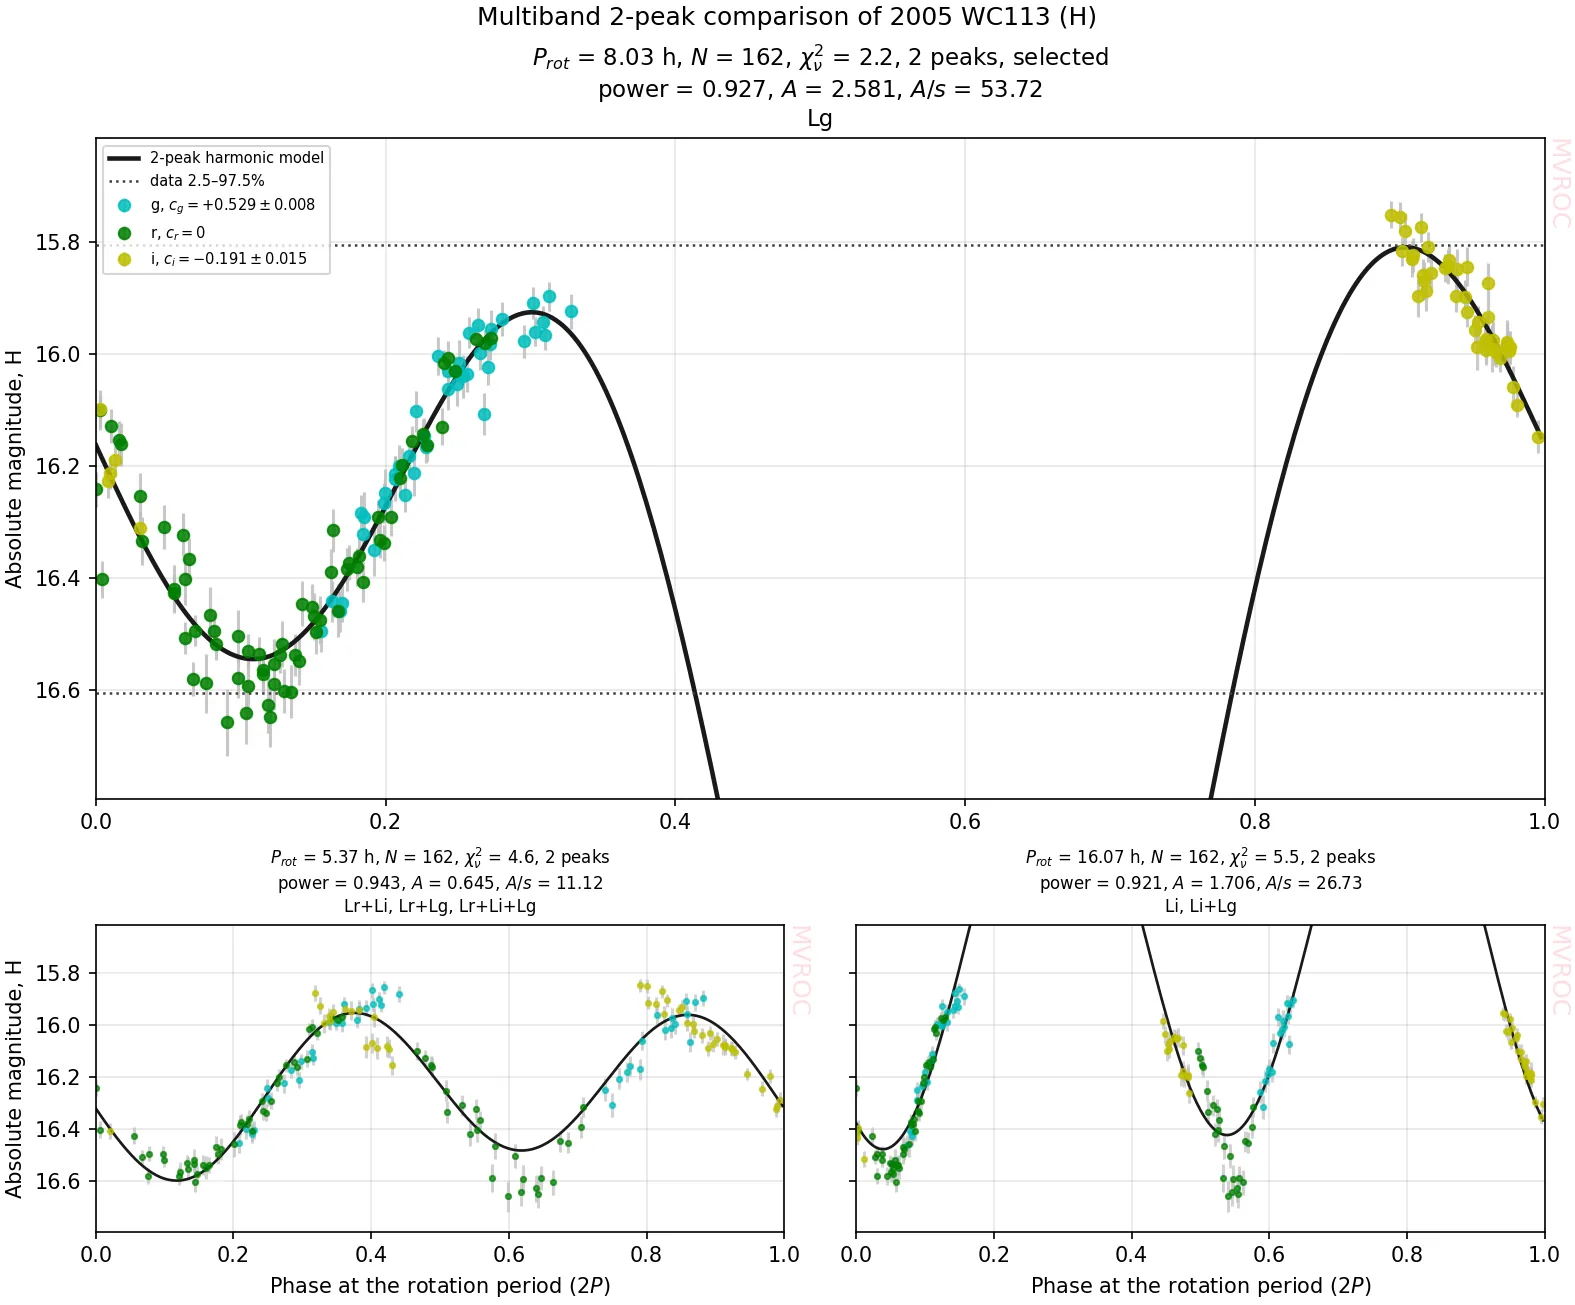 Multiband 2-peak comparison of 2005 WC113 (H)
P_rot = 8.03 h, N = 162, χ²_ν = 2.2, 2 peaks, selected
power = 0.927, A = 2.581, A/s = 53.72
Lg
2-peak harmonic model
data 2.5–97.5%
g, c_g = +0.529 ± 0.008
r, c_r = 0
i, c_i = −0.191 ± 0.015
MVROC
Absolute magnitude, H
15.8
16.0
16.2
16.4
16.6
0.0 0.2 0.4 0.6 0.8 1.0
P_rot = 5.37 h, N = 162, χ²_ν = 4.6, 2 peaks
power = 0.943, A = 0.645, A/s = 11.12
Lr+Li, Lr+Lg, Lr+Li+Lg
MVROC
Absolute magnitude, H
15.8
16.0
16.2
16.4
16.6
0.0 0.2 0.4 0.6 0.8 1.0
Phase at the rotation period (2P)
P_rot = 16.07 h, N = 162, χ²_ν = 5.5, 2 peaks
power = 0.921, A = 1.706, A/s = 26.73
Li, Li+Lg
MVROC
0.0 0.2 0.4 0.6 0.8 1.0
Phase at the rotation period (2P)